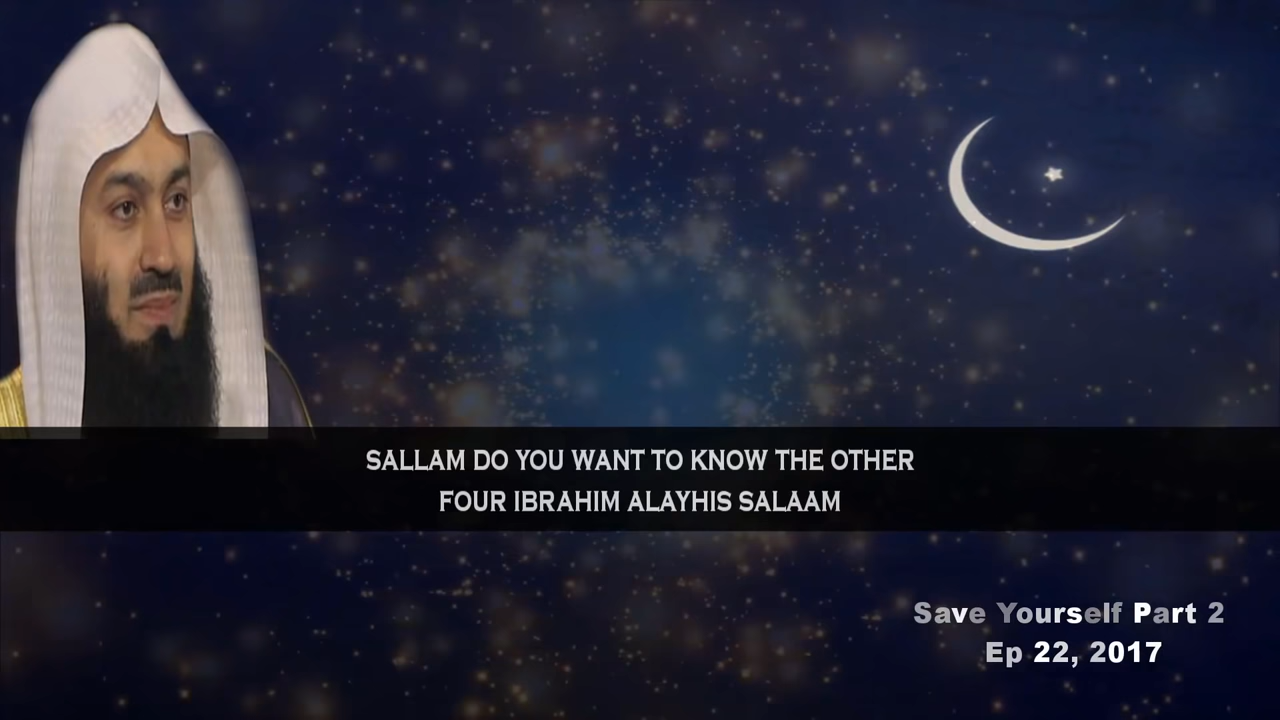 SALLAM DO YOU WANT TO KNOW THE OTHER
FOUR IBRAHIM ALAYHIS SALAAM
Save Yourself Part 2
Ep 22, 2017